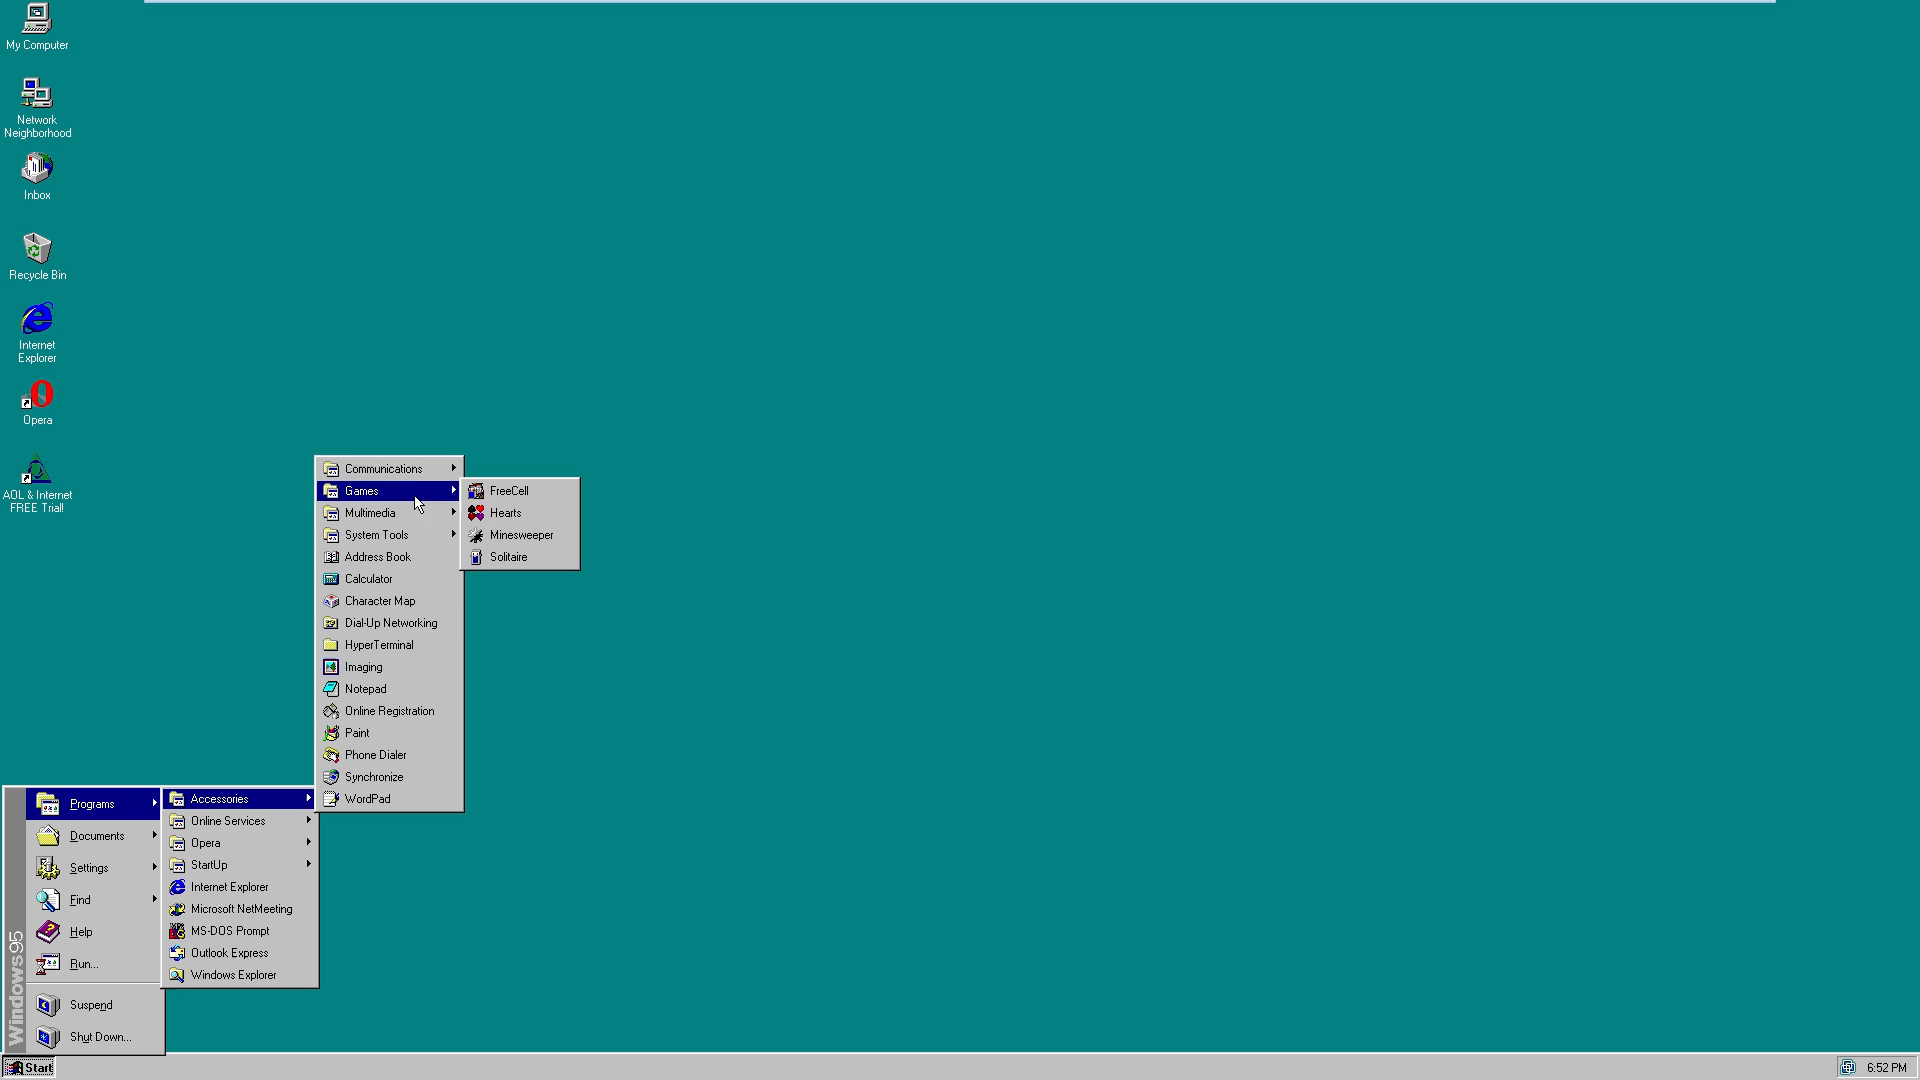 My Computer
Network
Neighborhood
Inbox
Recycle Bin
Internet
Explorer
Opera
AOL & Internet
FREE Trial!
Communications
Games
Multimedia
System Tools
Address Book
Calculator
Character Map
Dial-Up Networking
HyperTerminal
Imaging
Notepad
Online Registration
Paint
Phone Dialer
Synchronize
WordPad
FreeCell
Hearts
Minesweeper
Solitaire
Accessories
Online Services
Opera
StartUp
Internet Explorer
Microsoft NetMeeting
MS-DOS Prompt
Outlook Express
Windows Explorer
Programs
Documents
Settings
Find
Help
Run...
Suspend
Shut Down...
Windows95
Start
6:52 PM